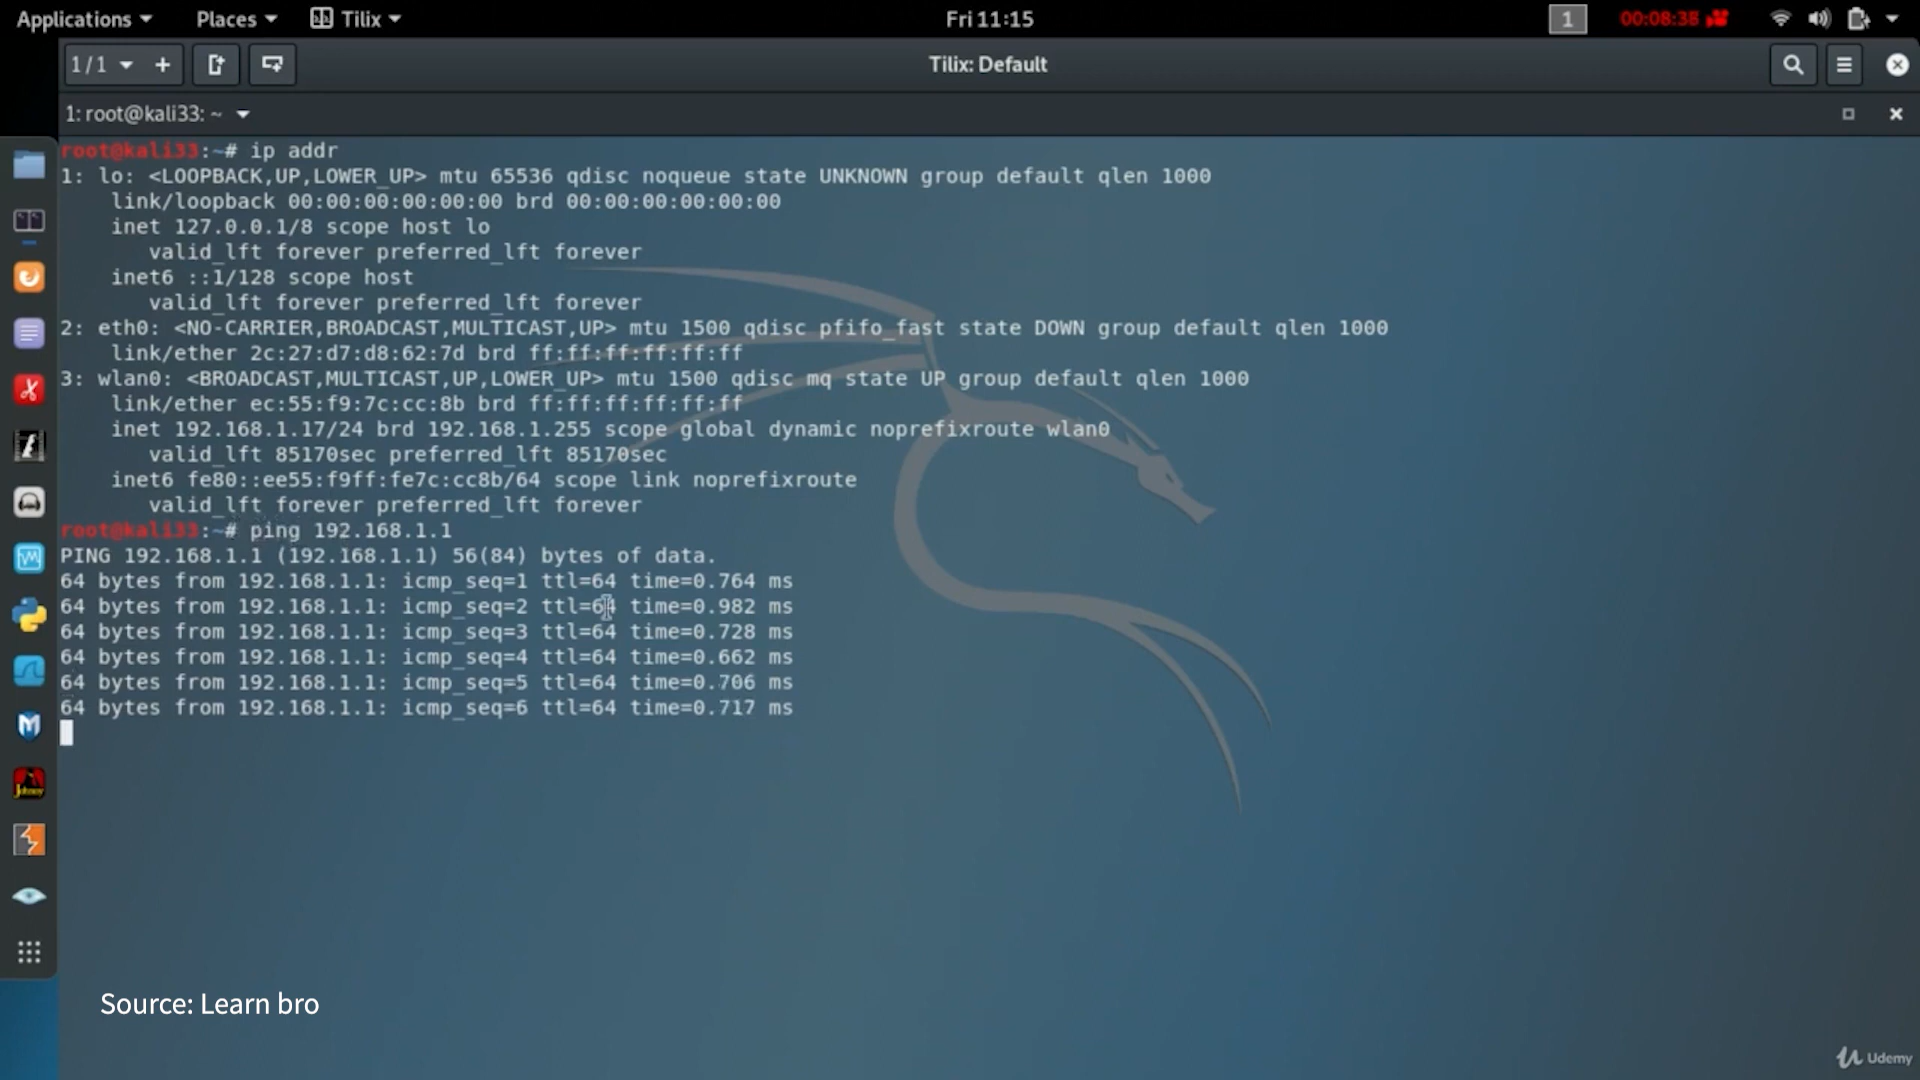 Applications
Places
Tilix
Fri 11:15
1
00:08:38
1/1
Tilix: Default
1: root@kali33: ~
root@kali33:~# ip addr
1: lo: <LOOPBACK,UP,LOWER_UP> mtu 65536 qdisc noqueue state UNKNOWN group default qlen 1000
link/loopback 00:00:00:00:00:00 brd 00:00:00:00:00:00
inet 127.0.0.1/8 scope host lo
valid_lft forever preferred_lft forever
inet6 ::1/128 scope host
valid_lft forever preferred_lft forever
2: eth0: <NO-CARRIER,BROADCAST,MULTICAST,UP> mtu 1500 qdisc pfifo_fast state DOWN group default qlen 1000
link/ether 2c:27:d7:d8:62:7d brd ff:ff:ff:ff:ff:ff
3: wlan0: <BROADCAST,MULTICAST,UP,LOWER_UP> mtu 1500 qdisc mq state UP group default qlen 1000
link/ether ec:55:f9:7c:cc:8b brd ff:ff:ff:ff:ff:ff
inet 192.168.1.17/24 brd 192.168.1.255 scope global dynamic noprefixroute wlan0
valid_lft 85170sec preferred_lft 85170sec
inet6 fe80::ee55:f9ff:fe7c:cc8b/64 scope link noprefixroute
valid_lft forever preferred_lft forever
root@kali33:~# ping 192.168.1.1
PING 192.168.1.1 (192.168.1.1) 56(84) bytes of data.
64 bytes from 192.168.1.1: icmp_seq=1 ttl=64 time=0.764 ms
64 bytes from 192.168.1.1: icmp_seq=2 ttl=64 time=0.982 ms
64 bytes from 192.168.1.1: icmp_seq=3 ttl=64 time=0.728 ms
64 bytes from 192.168.1.1: icmp_seq=4 ttl=64 time=0.662 ms
64 bytes from 192.168.1.1: icmp_seq=5 ttl=64 time=0.706 ms
64 bytes from 192.168.1.1: icmp_seq=6 ttl=64 time=0.717 ms
Source: Learn bro
Udemy